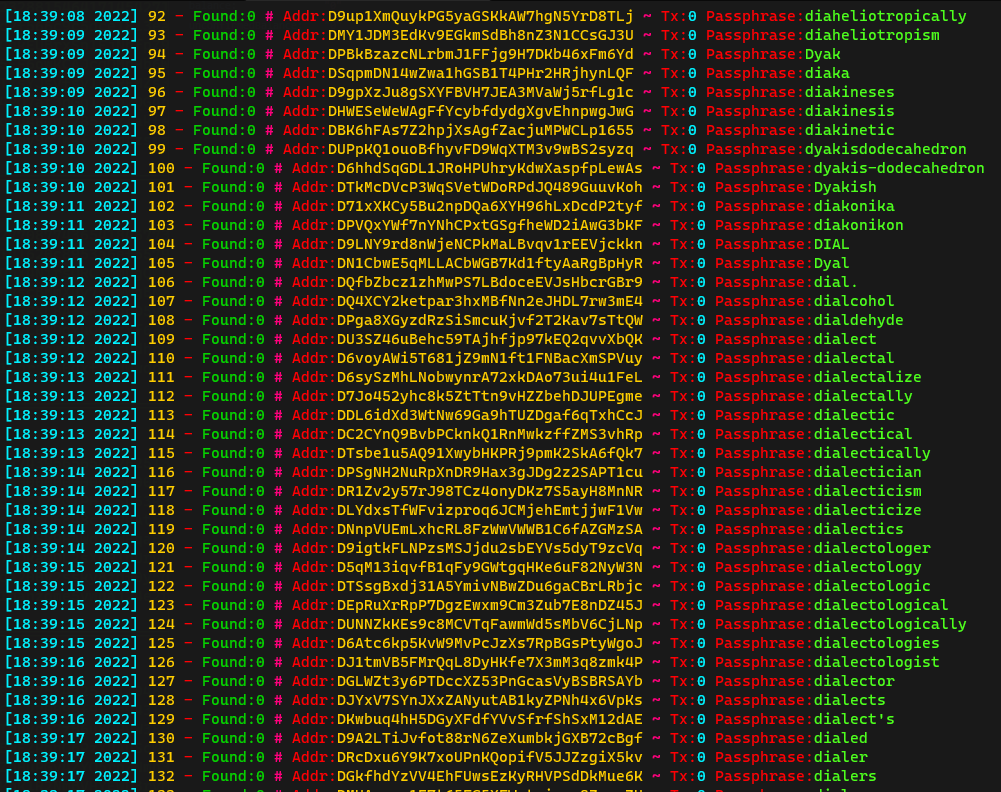 [18:39:08 2022] 92 - Found:0 # Addr:D9up1XmQuykPG5yaGSKkAW7hgN5YrD8TLj ~ Tx:0 Passphrase:diaheliotropically
[18:39:09 2022] 93 - Found:0 # Addr:DMY1JDM3EdKv9EGkmSdBh8nZ3N1CCsGJ3U ~ Tx:0 Passphrase:diaheliotropism
[18:39:09 2022] 94 - Found:0 # Addr:DPBkBzazcNLrbmJ1FFjg9H7DKb46xFm6Yd ~ Tx:0 Passphrase:Dyak
[18:39:09 2022] 95 - Found:0 # Addr:DSqpmDN14wZwa1hGSB1T4PHr2HRjhynLQF ~ Tx:0 Passphrase:diaka
[18:39:09 2022] 96 - Found:0 # Addr:D9gpXzJu8gSXYFBVH7JEA3MVaWj5rfLg1c ~ Tx:0 Passphrase:diakineses
[18:39:10 2022] 97 - Found:0 # Addr:DHWESeWeWAgFfYcybfdydgXgvEhnpwgJwG ~ Tx:0 Passphrase:diakinesis
[18:39:10 2022] 98 - Found:0 # Addr:DBK6hFAs7Z2hpjXsAgfZacjuMPWCLp1655 ~ Tx:0 Passphrase:diakinetic
[18:39:10 2022] 99 - Found:0 # Addr:DUPpKQ1ouoBfhyvFD9WqXTM3v9wBS2syzq ~ Tx:0 Passphrase:dyakisdodecahedron
[18:39:10 2022] 100 - Found:0 # Addr:D6hhdSqGDL1JRoHPUhryKdwXaspfpLewAs ~ Tx:0 Passphrase:dyakis-dodecahedron
[18:39:10 2022] 101 - Found:0 # Addr:DTkMcDVcP3WqSVetWDoRPdJQ489GuuvKoh ~ Tx:0 Passphrase:Dyakish
[18:39:11 2022] 102 - Found:0 # Addr:D71xXKCy5Bu2npDQa6XYH96hLxDcdP2tyf ~ Tx:0 Passphrase:diakonika
[18:39:11 2022] 103 - Found:0 # Addr:DPVQxYWf7nYNhCPxtGSgfheWD2iAwG3bKF ~ Tx:0 Passphrase:diakonikon
[18:39:11 2022] 104 - Found:0 # Addr:D9LNY9rd8nWjeNCPkMaLBvqv1rEEVjckkn ~ Tx:0 Passphrase:DIAL
[18:39:11 2022] 105 - Found:0 # Addr:DN1CbwE5qMLLACbWGB7Kd1ftyAaRgBpHyR ~ Tx:0 Passphrase:Dyal
[18:39:12 2022] 106 - Found:0 # Addr:DQfbZbcz1zhMwPS7LBdoceEVJsHbcrGBr9 ~ Tx:0 Passphrase:dial.
[18:39:12 2022] 107 - Found:0 # Addr:DQ4XCY2ketpar3hxMBfNn2eJHDL7rw3mE4 ~ Tx:0 Passphrase:dialcohol
[18:39:12 2022] 108 - Found:0 # Addr:DPga8XGyzdRzSiSmcuKjvf2T2Kav7sTtQW ~ Tx:0 Passphrase:dialdehyde
[18:39:12 2022] 109 - Found:0 # Addr:DU3SZ46uBehc59TAjhfjp97kEQ2qvvXbQK ~ Tx:0 Passphrase:dialect
[18:39:12 2022] 110 - Found:0 # Addr:D6voyAWi5T681jZ9mN1ft1FNBacXmSPVuy ~ Tx:0 Passphrase:dialectal
[18:39:13 2022] 111 - Found:0 # Addr:D6sySzMhLNobwynrA72xkDAo73ui4u1FeL ~ Tx:0 Passphrase:dialectalize
[18:39:13 2022] 112 - Found:0 # Addr:D7Jo452yhc8k5ZtTtn9vHZZbehDJUPEgme ~ Tx:0 Passphrase:dialectally
[18:39:13 2022] 113 - Found:0 # Addr:DDL6idXd3WtNw69Ga9hTUZDgaf6qTxhCcJ ~ Tx:0 Passphrase:dialectic
[18:39:13 2022] 114 - Found:0 # Addr:DC2CYnQ9BvbPCknkQ1RnMwkzffZMS3vhRp ~ Tx:0 Passphrase:dialectical
[18:39:13 2022] 115 - Found:0 # Addr:DTsbe1u5AQ91XwybHKPRj9pmK2SkA6fQk7 ~ Tx:0 Passphrase:dialectically
[18:39:14 2022] 116 - Found:0 # Addr:DPSgNH2NuRpXnDR9Hax3gJDg2z2SAPT1cu ~ Tx:0 Passphrase:dialectician
[18:39:14 2022] 117 - Found:0 # Addr:DR1Zv2y57rJ98TCz4onyDKz7S5ayH8MnNR ~ Tx:0 Passphrase:dialecticism
[18:39:14 2022] 118 - Found:0 # Addr:DLYdxsTfWFvizproq6JCMjehEmtjjwF1Vw ~ Tx:0 Passphrase:dialecticize
[18:39:14 2022] 119 - Found:0 # Addr:DNnpVUEmLxhcRL8FzWwVWWB1C6fAZGMzSA ~ Tx:0 Passphrase:dialectics
[18:39:14 2022] 120 - Found:0 # Addr:D9igtkFLNPzsMSJjdu2sbEYVs5dyT9zcVq ~ Tx:0 Passphrase:dialectologer
[18:39:15 2022] 121 - Found:0 # Addr:D5qM13iqvfB1qFy9GWtgqHKe6uF82NyW3N ~ Tx:0 Passphrase:dialectology
[18:39:15 2022] 122 - Found:0 # Addr:DTSsgBxdj31A5YmivNBwZDu6gaCBrLRbjc ~ Tx:0 Passphrase:dialectologic
[18:39:15 2022] 123 - Found:0 # Addr:DEpRuXrRpP7DgzEwxm9Cm3Zub7E8nDZ45J ~ Tx:0 Passphrase:dialectological
[18:39:15 2022] 124 - Found:0 # Addr:DUNNZkKEs9c8MCVTqFawmWd5sMbV6CjLNp ~ Tx:0 Passphrase:dialectologically
[18:39:15 2022] 125 - Found:0 # Addr:D6Atc6kp5KvW9MvPcJzXs7RpBGsPtyWgoJ ~ Tx:0 Passphrase:dialectologies
[18:39:16 2022] 126 - Found:0 # Addr:DJ1tmVB5FMrQqL8DyHKfe7X3mM3q8zmk4P ~ Tx:0 Passphrase:dialectologist
[18:39:16 2022] 127 - Found:0 # Addr:DGLWZt3y6PTDccXZ53PnGcasVyBSBRSAYb ~ Tx:0 Passphrase:dialector
[18:39:16 2022] 128 - Found:0 # Addr:DJYxV7SYnJXxZANyutAB1kyZPNh4x6VpKs ~ Tx:0 Passphrase:dialects
[18:39:16 2022] 129 - Found:0 # Addr:DKwbuq4hH5DGyXFdfYVvSfrfShSxM12dAE ~ Tx:0 Passphrase:dialect's
[18:39:17 2022] 130 - Found:0 # Addr:D9A2LTiJvfot88rN6ZeXumbkjGXB72cBgf ~ Tx:0 Passphrase:dialed
[18:39:17 2022] 131 - Found:0 # Addr:DRcDxu6Y9K7xoUPnKQopifV5JJZzgiX5kv ~ Tx:0 Passphrase:dialer
[18:39:17 2022] 132 - Found:0 # Addr:DGkfhdYzVV4EhFUwsEzKyRHVPSdDkMue6K ~ Tx:0 Passphrase:dialers